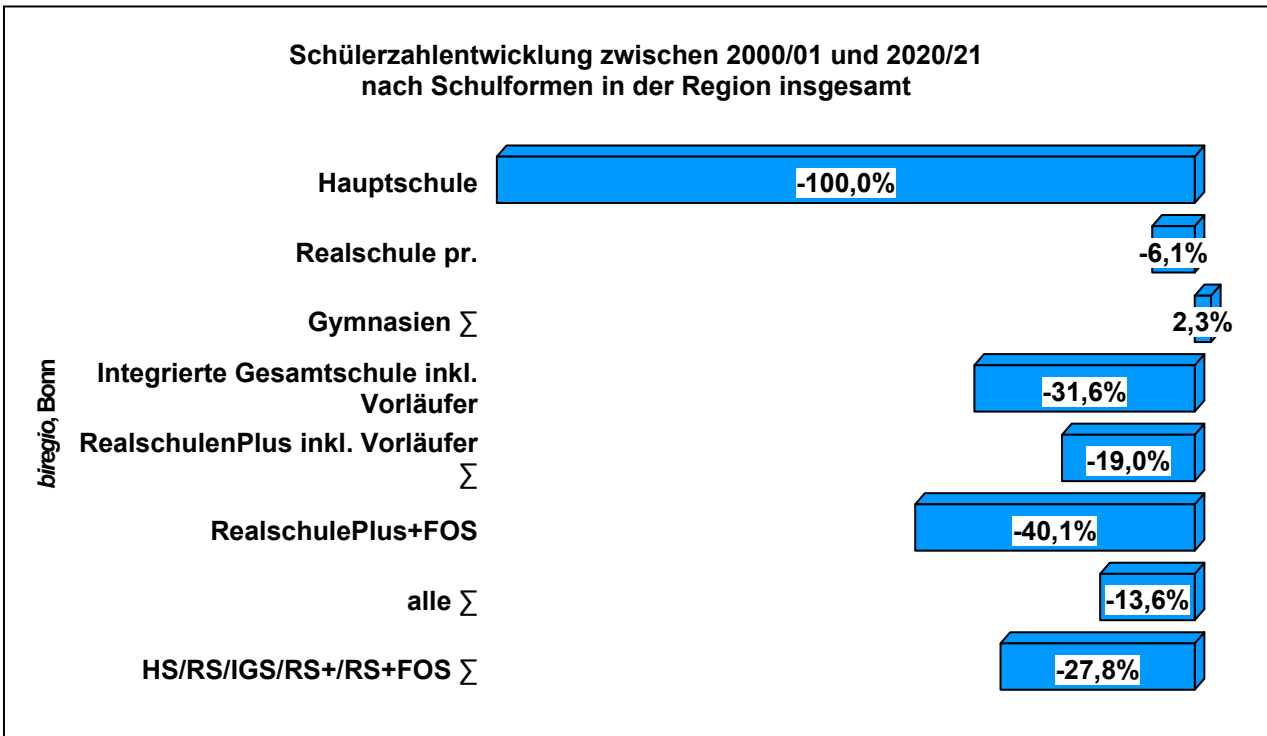 Schülerzahlentwicklung zwischen 2000/01 und 2020/21
nach Schulformen in der Region insgesamt
Hauptschule
-100,0%
Realschule pr.
-6,1%
Gymnasien ∑
2,3%
Integrierte Gesamtschule inkl.
Vorläufer
-31,6%
RealschulenPlus inkl. Vorläufer
∑
-19,0%
RealschulePlus+FOS
-40,1%
alle ∑
-13,6%
HS/RS/IGS/RS+/RS+FOS ∑
-27,8%
biregio, Bonn